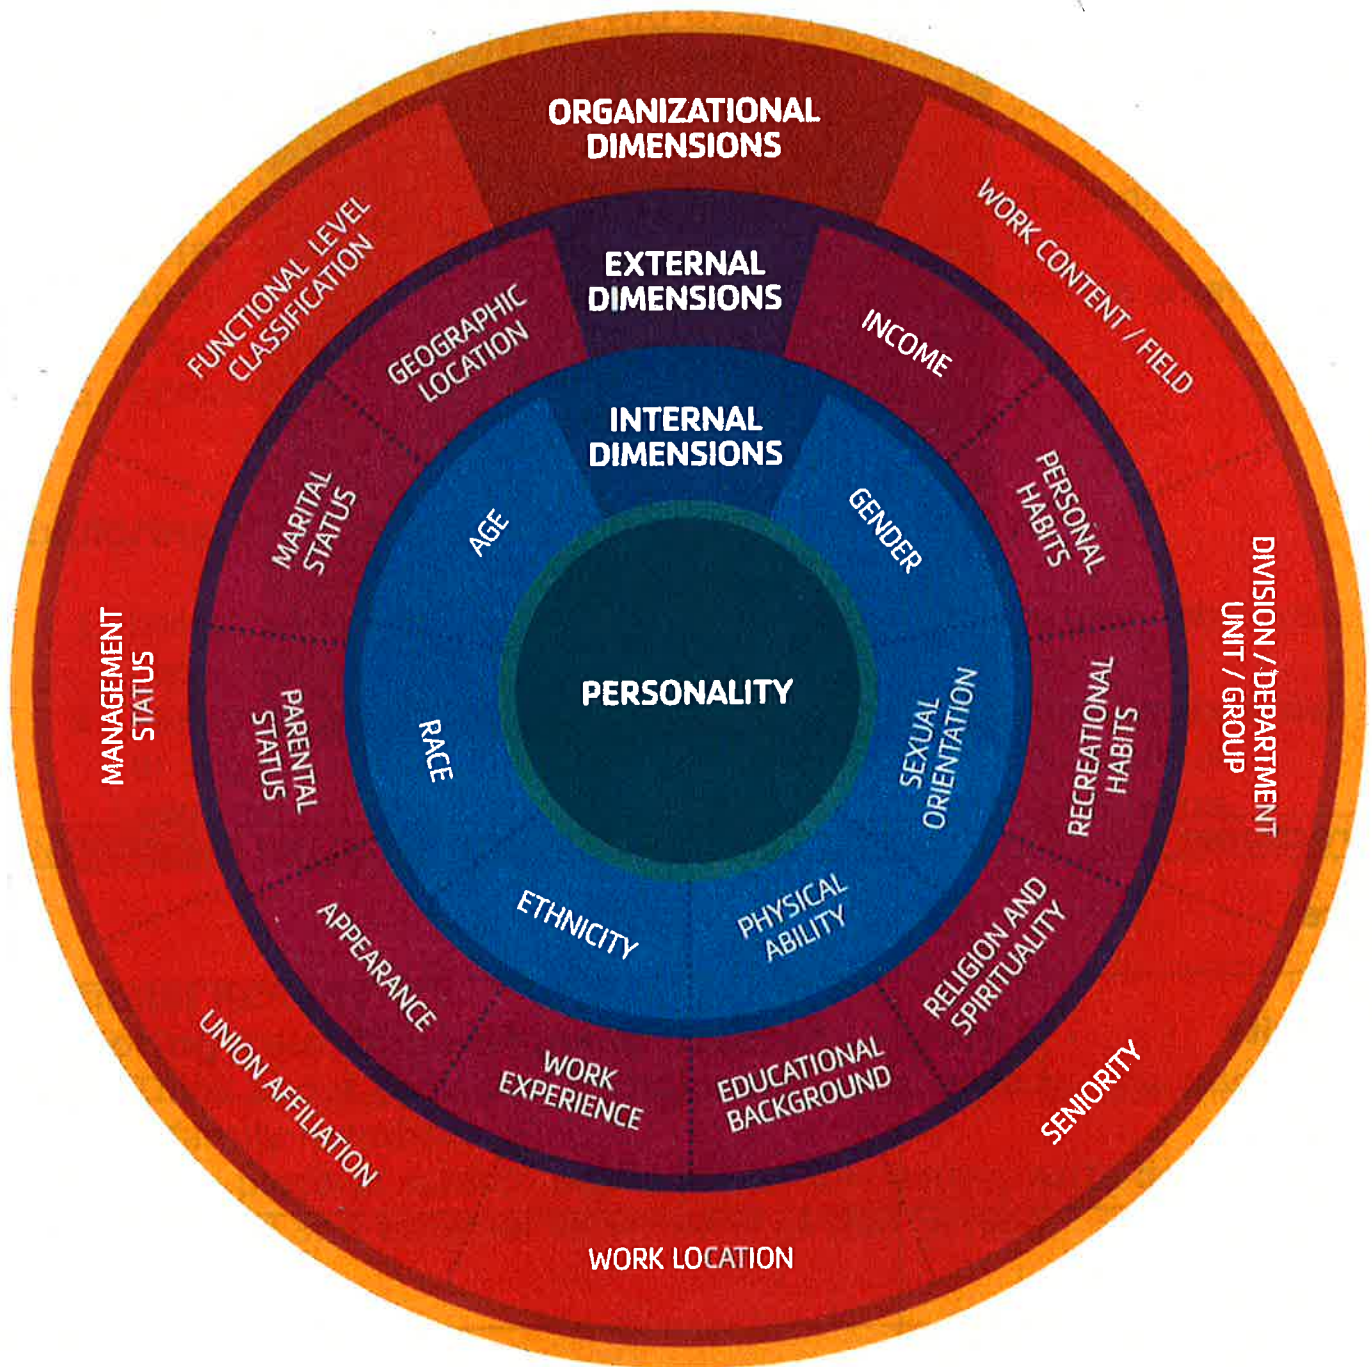 ORGANIZATIONAL
DIMENSIONS
WORK CONTENT / FIELD
DIVISION / DEPARTMENT
UNIT / GROUP
SENIORITY
WORK LOCATION
UNION AFFILIATION
MANAGEMENT
STATUS
FUNCTIONAL LEVEL
CLASSIFICATION
EXTERNAL
DIMENSIONS
INCOME
PERSONAL
HABITS
RECREATIONAL
HABITS
RELIGION AND
SPIRITUALITY
EDUCATIONAL
BACKGROUND
WORK
EXPERIENCE
APPEARANCE
PARENTAL
STATUS
MARITAL
STATUS
GEOGRAPHIC
LOCATION
INTERNAL
DIMENSIONS
GENDER
SEXUAL
ORIENTATION
PHYSICAL
ABILITY
ETHNICITY
RACE
AGE
PERSONALITY